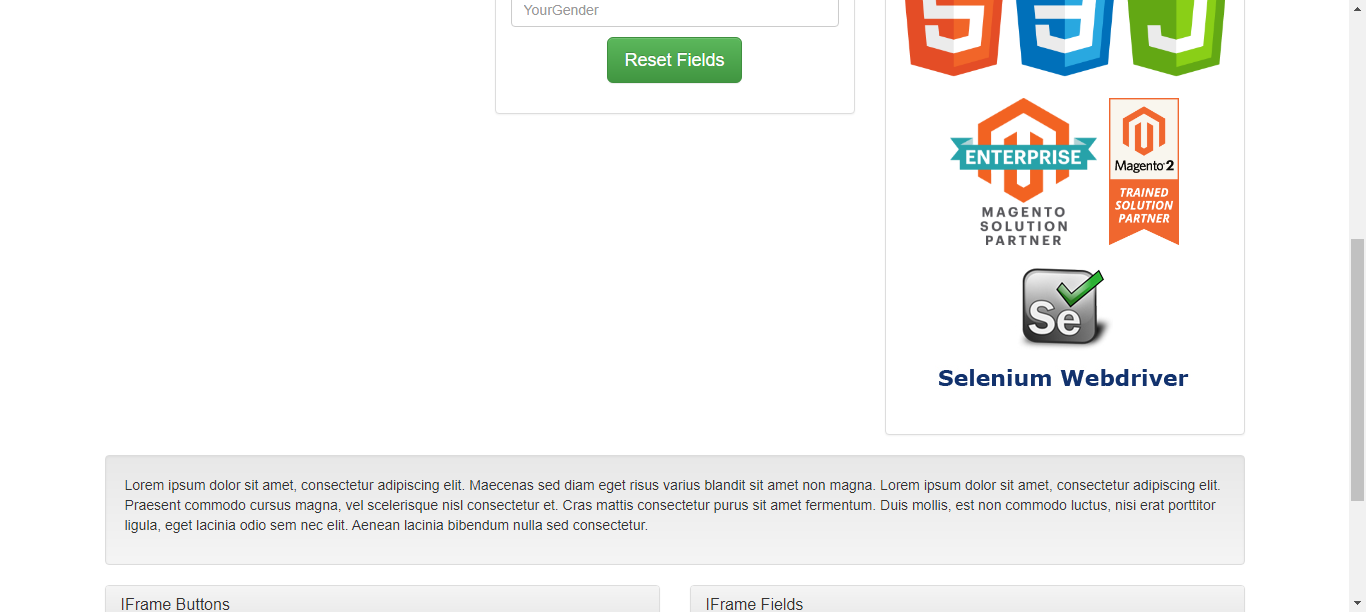 YourGender
Reset Fields
ENTERPRISE
MAGENTO
SOLUTION
PARTNER
Magento 2
TRAINED
SOLUTION
PARTNER
Se
Selenium Webdriver
Lorem ipsum dolor sit amet, consectetur adipiscing elit. Maecenas sed diam eget risus varius blandit sit amet non magna. Lorem ipsum dolor sit amet, consectetur adipiscing elit.
Praesent commodo cursus magna, vel scelerisque nisl consectetur et. Cras mattis consectetur purus sit amet fermentum. Duis mollis, est non commodo luctus, nisi erat porttitor
ligula, eget lacinia odio sem nec elit. Aenean lacinia bibendum nulla sed consectetur.
IFrame Buttons
IFrame Fields